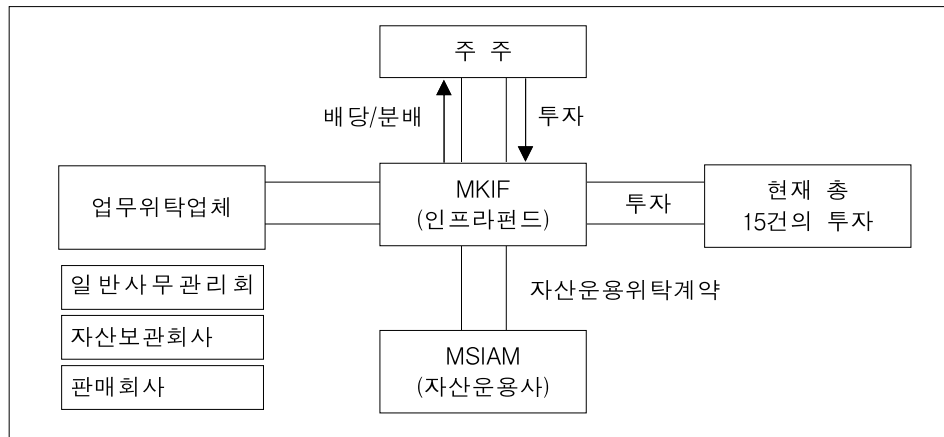 주 주
배당/분배
투자
업무위탁업체
MKIF
(인프라펀드)
투자
현재 총
15건의 투자
일반사무관리회
자산보관회사
판매회사
자산운용위탁계약
MSIAM
(자산운용사)